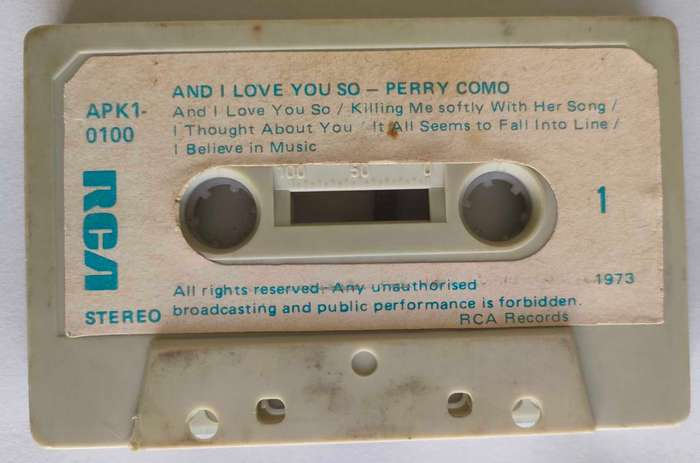 AND I LOVE YOU SO — PERRY COMO
APK1-
0100
And I Love You So / Killing Me softly With Her Song /
I Thought About You / It All Seems to Fall Into Line /
I Believe in Music
100 50 0
RCA
1
All rights reserved. Any unauthorised
broadcasting and public performance is forbidden.
1973
STEREO
RCA Records